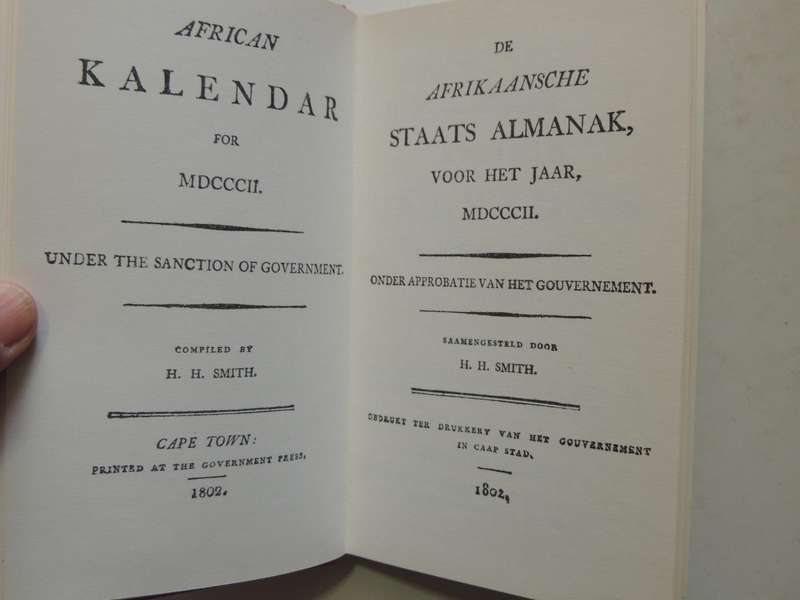 AFRICAN
KALENDAR
FOR
MDCCCII.
UNDER THE SANCTION OF GOVERNMENT.
COMPILED BY
H. H. SMITH.
CAPE TOWN:
PRINTED AT THE GOVERNMENT PRESS,
1802.
DE
AFRIKAANSCHE
STAATS ALMANAK,
VOOR HET JAAR,
MDCCCII.
ONDER APPROBATIE VAN HET GOUVERNEMENT.
SAAMENGESTELD DOOR
H. H. SMITH.
GEDRUKT TER DRUKKERY VAN HET GOUVERNEMENT
IN CAAP STAD,
1802,